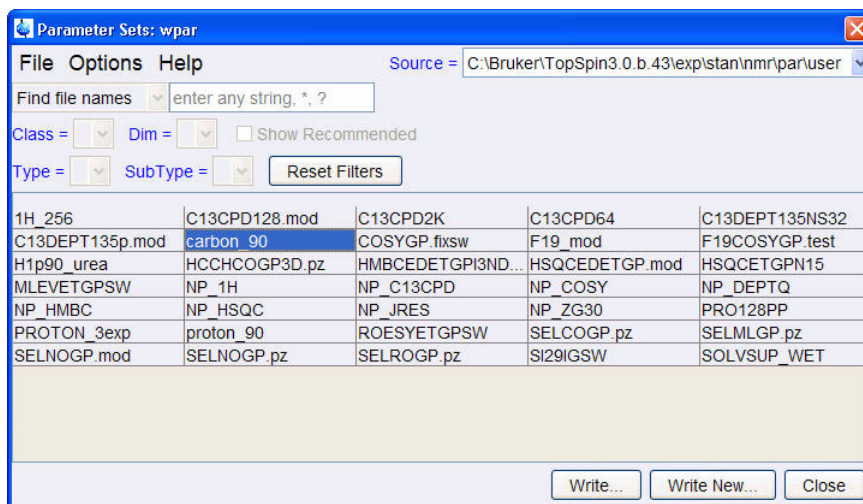 Parameter Sets: wpar
File Options Help Source = C:\Bruker\TopSpin3.0.b.43\exp\stan\nmr\par\user
Find file names enter any string, *, ?
Class = Dim = Show Recommended
Type = SubType = Reset Filters
1H_256 C13CPD128.mod C13CPD2K C13CPD64 C13DEPT135NS32
C13DEPT135p.mod carbon_90 COSYGP.fixsw F19_mod F19COSYGP.test
H1p90_urea HCCHCOGP3D.pz HMBCEDETGPl3ND... HSQCEDETGP.mod HSQCETGPN15
MLEVETGPSW NP_1H NP_C13CPD NP_COSY NP_DEPTQ
NP_HMBC NP_HSQC NP_JRES NP_ZG30 PRO128PP
PROTON_3exp proton_90 ROESYETGPSW SELCOGP.pz SELMLGP.pz
SELNOGP.mod SELNOGP.pz SELROGP.pz SI29IGSW SOLVSUP_WET
Write... Write New... Close